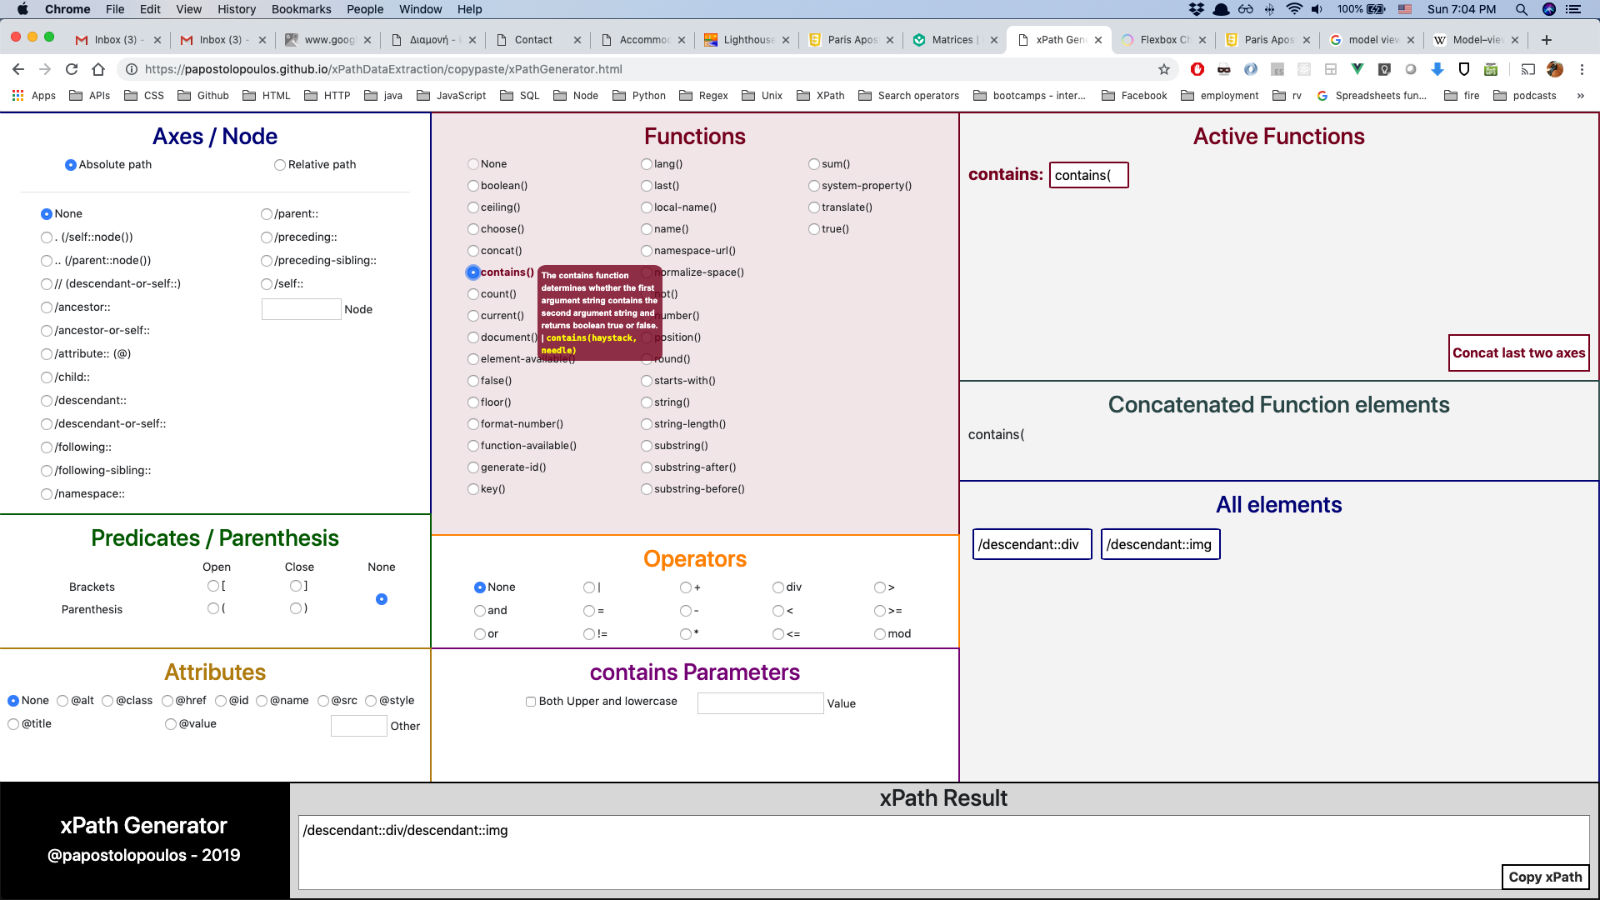 Chrome File Edit View History Bookmarks People Window Help 100% Sun 7:04 PM
Inbox (3) - Inbox (3) - www.goog Διαμονή - Contact Accommo Lighthouse Paris Apos Matrices | xPath Gen Flexbox Ch Paris Apos model view Model–view
https://papostolopoulos.github.io/xPathDataExtraction/copypaste/xPathGenerator.html
Apps APIs CSS Github HTML HTTP java JavaScript SQL Node Python Regex Unix XPath Search operators bootcamps - inter... Facebook employment rv Spreadsheets fun... fire podcasts »
Axes / Node
Absolute path Relative path
None /parent::
. (/self::node()) /preceding::
.. (/parent::node()) /preceding-sibling::
// (descendant-or-self::) /self::
/ancestor:: Node
/ancestor-or-self::
/attribute:: (@)
/child::
/descendant::
/descendant-or-self::
/following::
/following-sibling::
/namespace::
Predicates / Parenthesis
Open Close None
Brackets [ ]
Parenthesis ( )
Attributes
None @alt @class @href @id @name @src @style
@title @value Other
Functions
None lang() sum()
boolean() last() system-property()
ceiling() local-name() translate()
choose() name() true()
concat() namespace-url()
contains() normalize-space()
count() not()
current() number()
document() position()
element-available() round()
false() starts-with()
floor() string()
format-number() string-length()
function-available() substring()
generate-id() substring-after()
key() substring-before()
The contains function
determines whether the first
argument string contains the
second argument string and
returns boolean true or false.
| contains(haystack,
needle)
Operators
None | + div >
and = - < >=
or != * <= mod
contains Parameters
Both Upper and lowercase Value
Active Functions
contains: contains(
Concat last two axes
Concatenated Function elements
contains(
All elements
/descendant::div /descendant::img
xPath Generator
@papostolopoulos - 2019
xPath Result
/descendant::div/descendant::img
Copy xPath